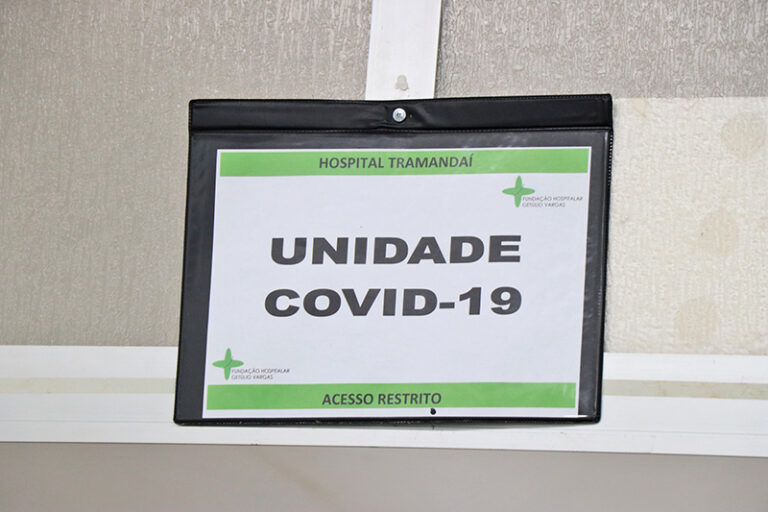 HOSPITAL TRAMANDAÍ
FUNDAÇÃO HOSPITALAR
GETÚLIO VARGAS
UNIDADE
COVID-19
FUNDAÇÃO HOSPITALAR
GETÚLIO VARGAS
ACESSO RESTRITO